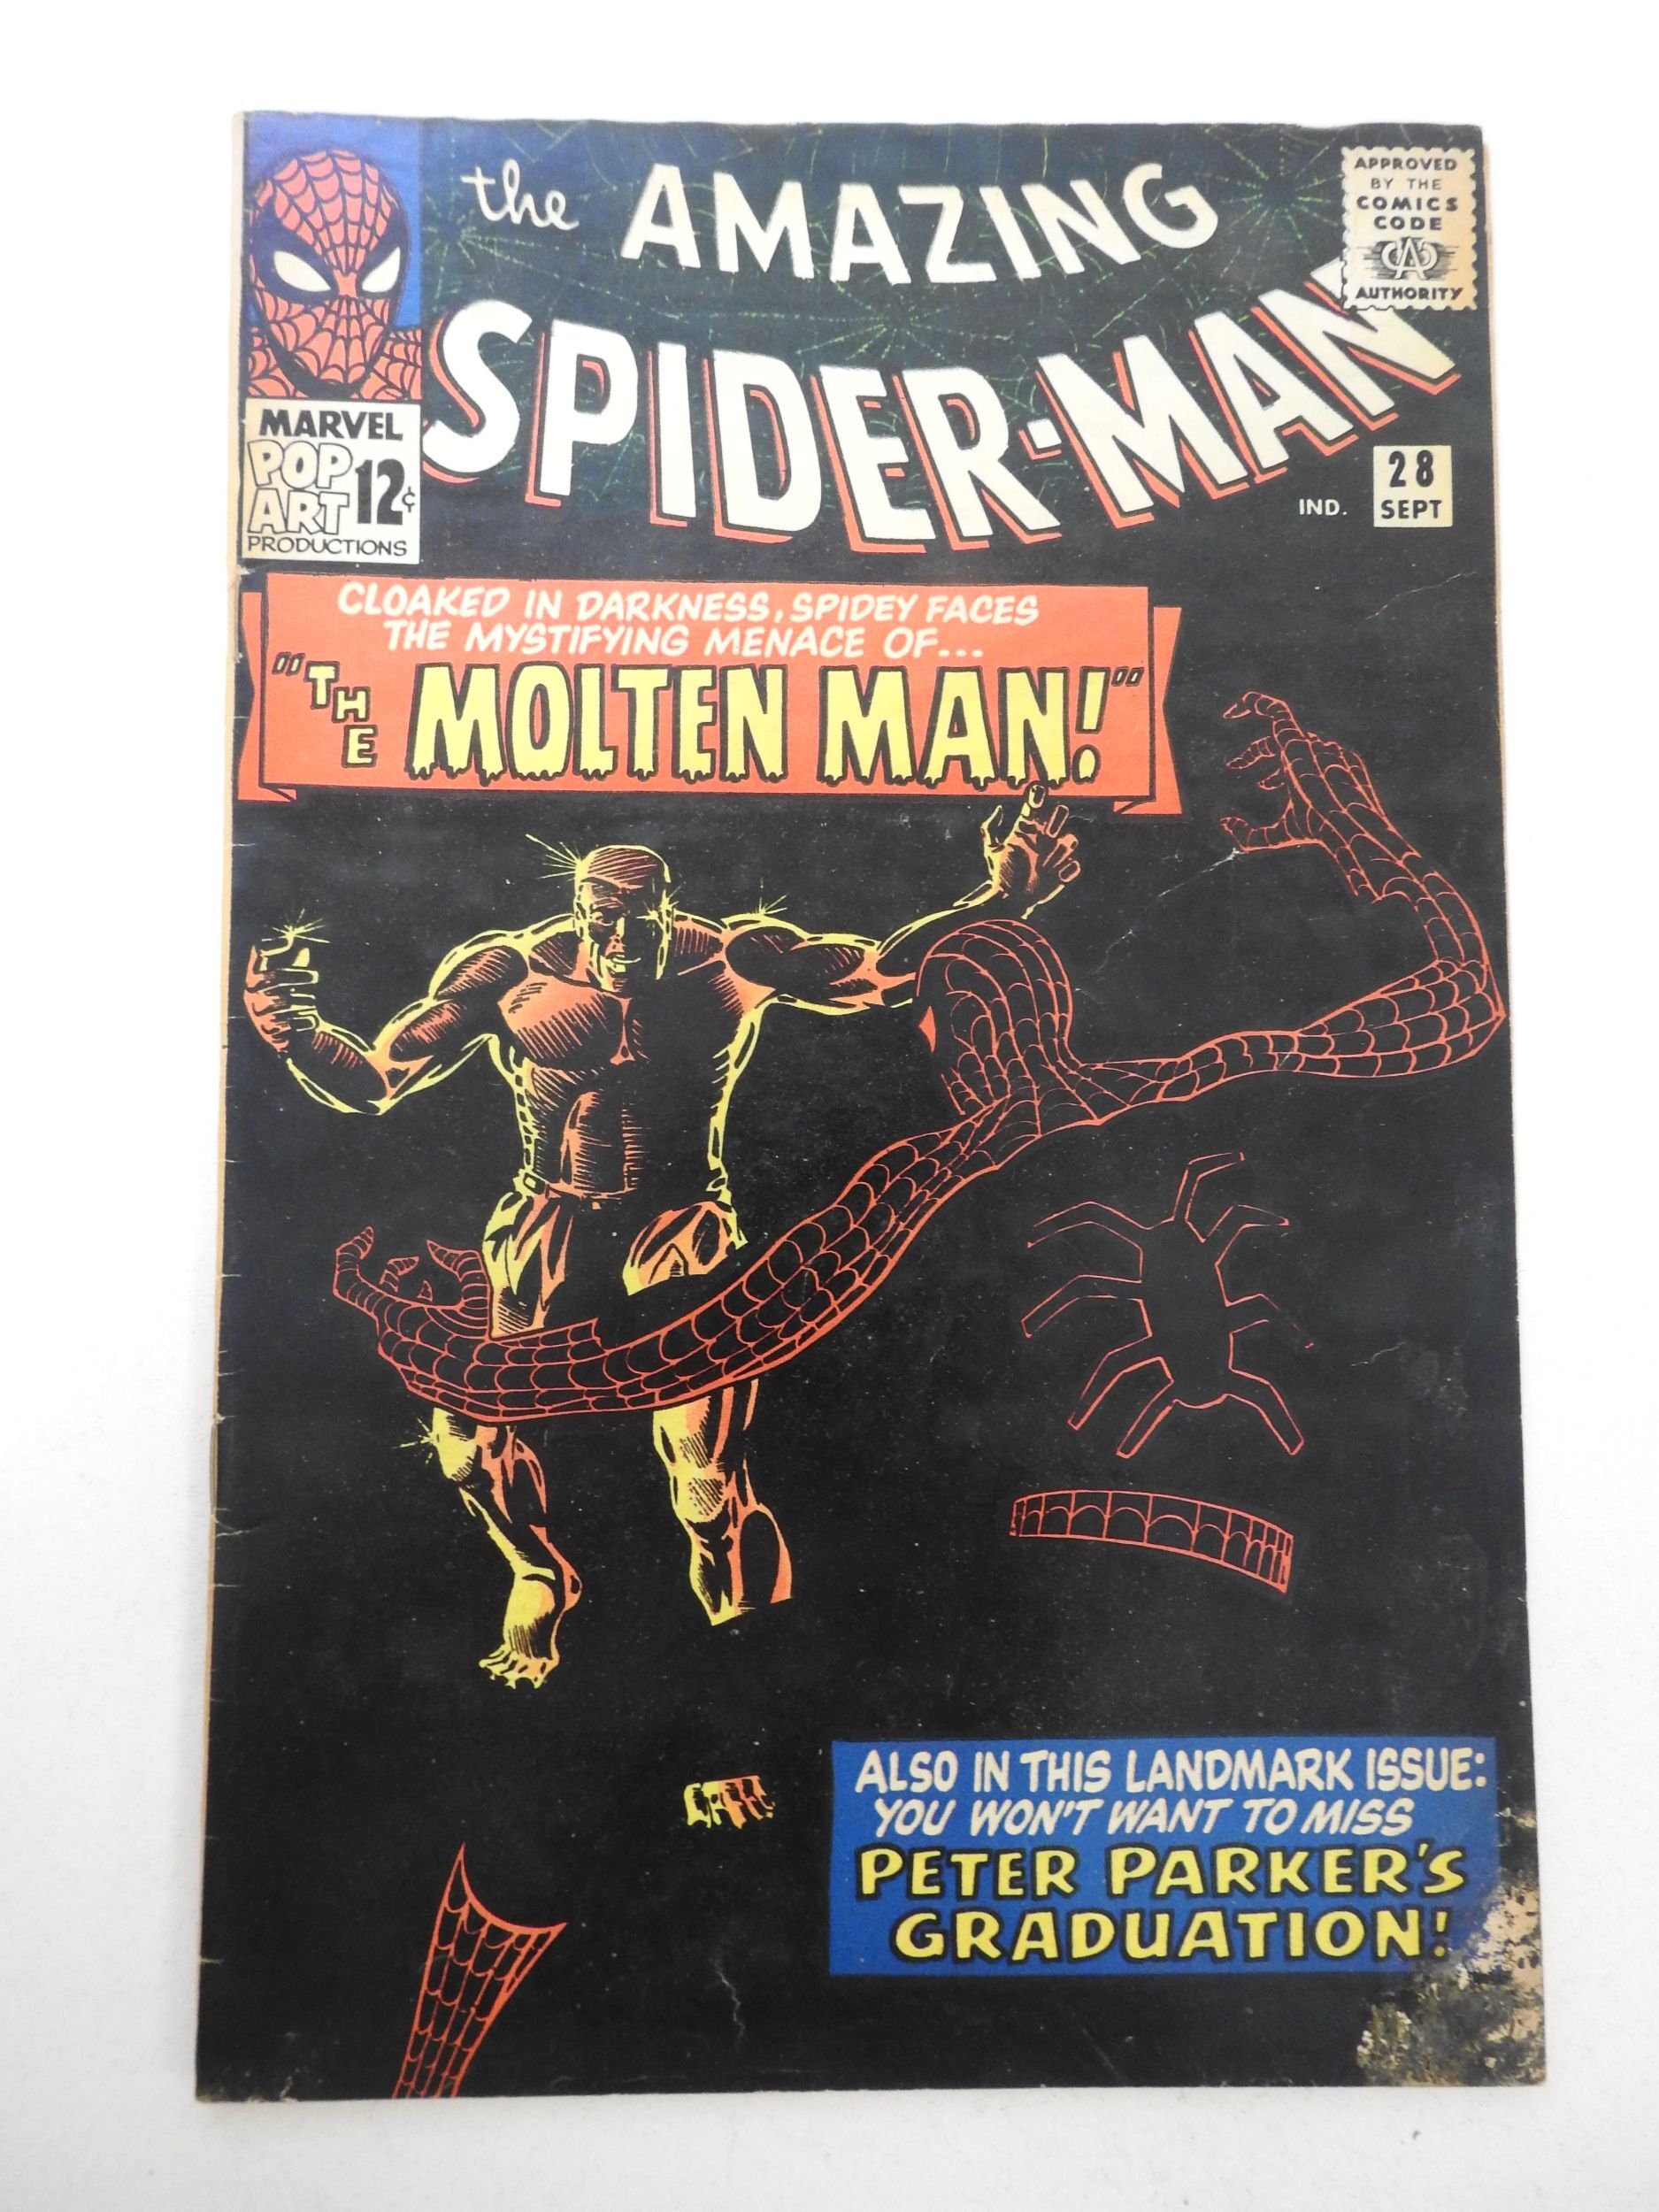 the AMAZING
SPIDER-MAN
APPROVED
BY THE
COMICS
CODE
CA
AUTHORITY
MARVEL
POP
ART
12¢
PRODUCTIONS
IND.
28
SEPT
CLOAKED IN DARKNESS, SPIDEY FACES
THE MYSTIFYING MENACE OF...
"THE MOLTEN MAN!"
ALSO IN THIS LANDMARK ISSUE:
YOU WON'T WANT TO MISS
PETER PARKER'S
GRADUATION!